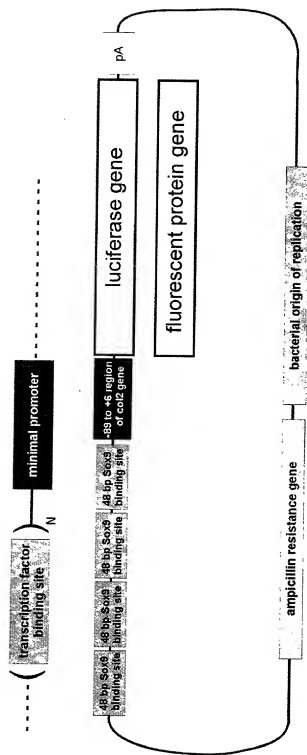 transcription factor
binding site
N
minimal promoter
48 bp Sox9
binding site
48 bp Sox9
binding site
48 bp Sox9
binding site
48 bp Sox9
binding site
-89 to +6 region
of col2 gene
luciferase gene
pA
fluorescent protein gene
ampicillin resistance gene
bacterial origin of replication